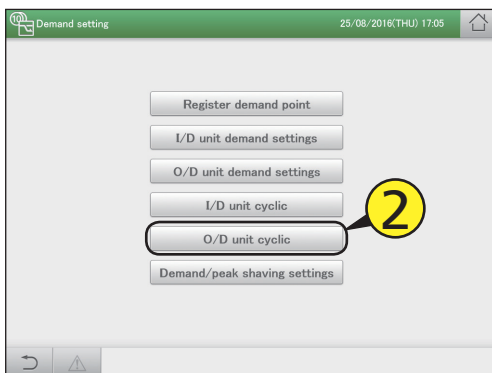 Demand setting
25/08/2016(THU) 17:05
Register demand point
I/D unit demand settings
O/D unit demand settings
I/D unit cyclic
O/D unit cyclic
2
Demand/peak shaving settings